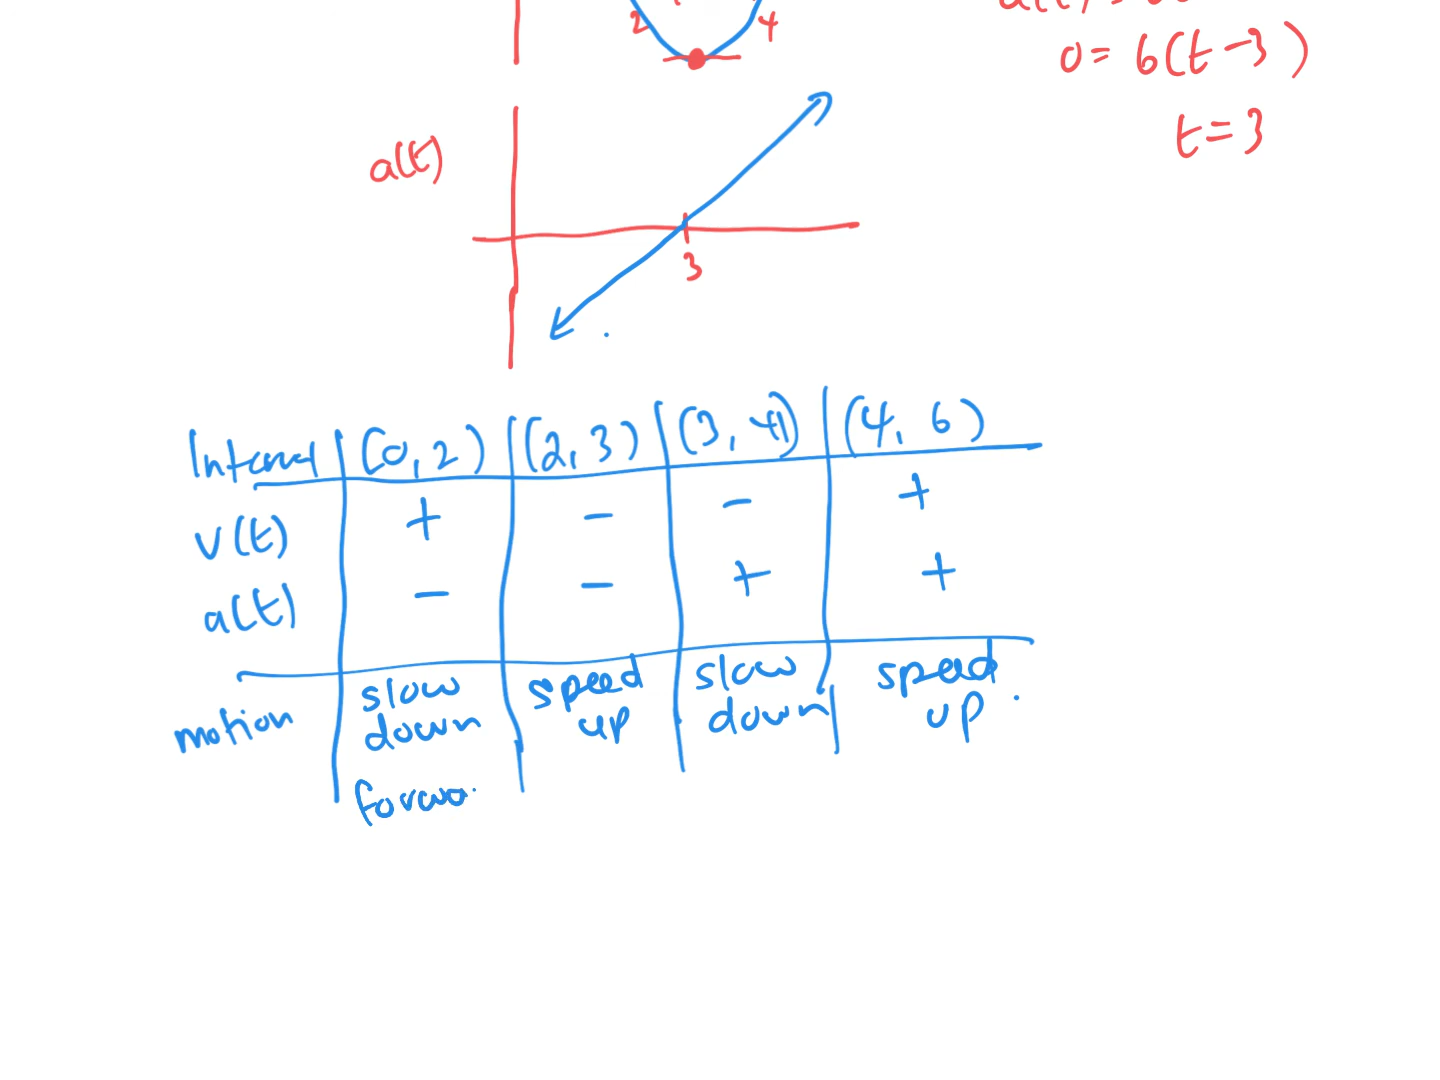 2 4
0 = 6(t-3)
t = 3
a(t)
3
Interval (0, 2) (2, 3) (3, 4) (4, 6)
v(t) + - - +
a(t) - - + +
motion slow down speed up slow down speed up
forwa